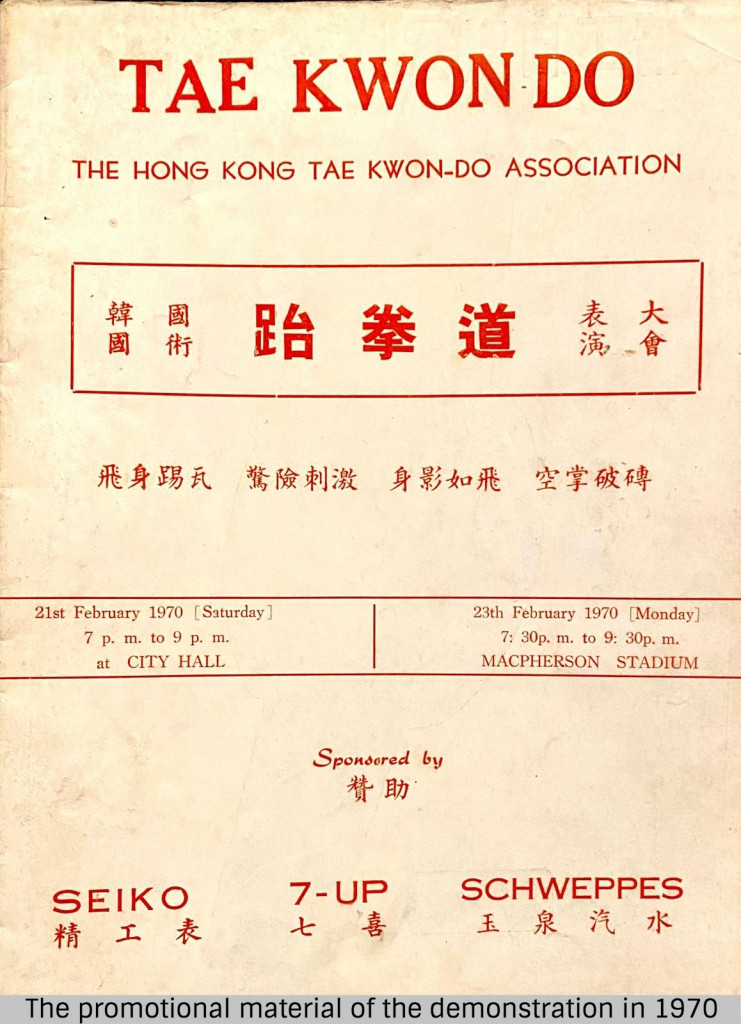 TAE KWON DO
THE HONG KONG TAE KWON-DO ASSOCIATION
韓國 國術 跆拳道 表演 大會
飛身踢瓦 驚險刺激 身影如飛 空掌破磚
21st February 1970 [Saturday]
7 p. m. to 9 p. m.
at CITY HALL
23th February 1970 [Monday]
7: 30p. m. to 9: 30p. m.
MACPHERSON STADIUM
Sponsered by
贊助
SEIKO
精工表
7-UP
七喜
SCHWEPPES
玉泉汽水
The promotional material of the demonstration in 1970